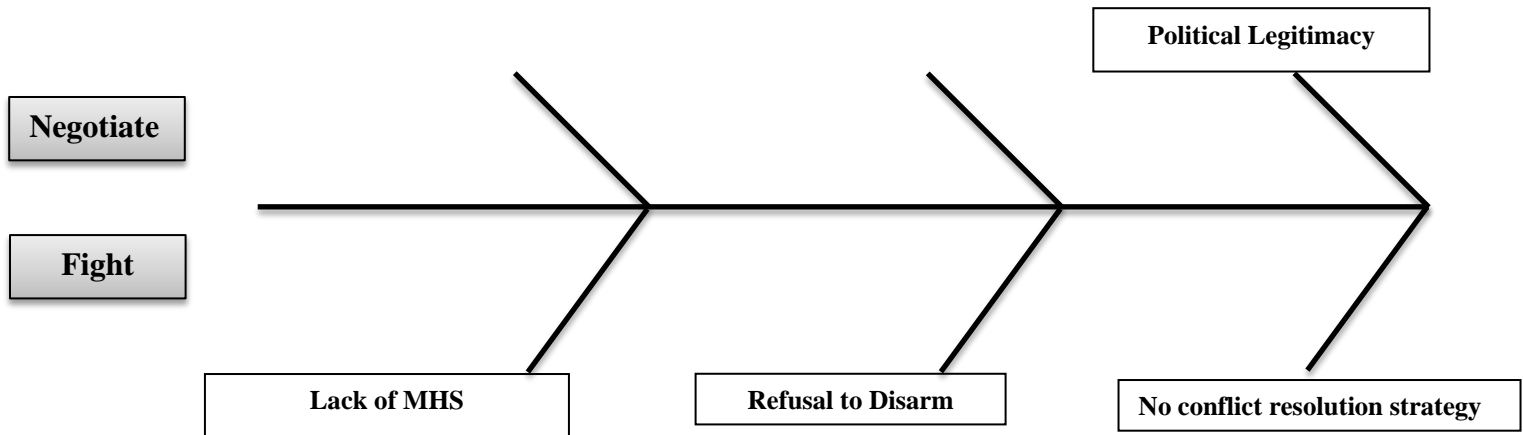 Political Legitimacy
Negotiate
Fight
Lack of MHS
Refusal to Disarm
No conflict resolution strategy